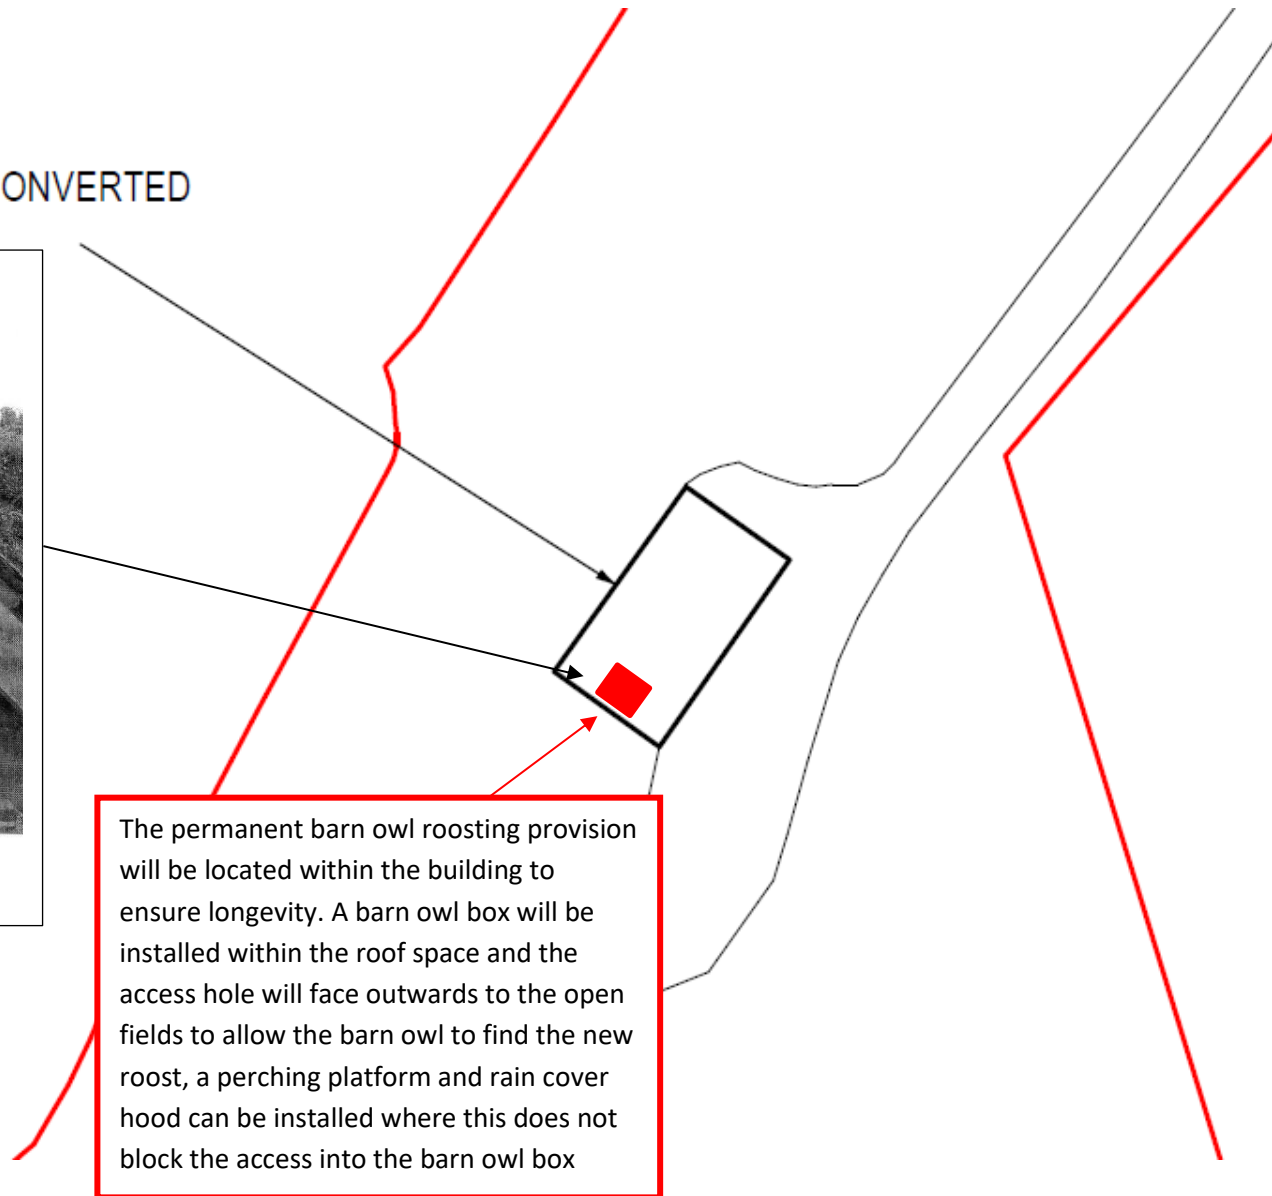 ONVERTED
The permanent barn owl roosting provision
will be located within the building to
ensure longevity. A barn owl box will be
installed within the roof space and the
access hole will face outwards to the open
fields to allow the barn owl to find the new
roost, a perching platform and rain cover
hood can be installed where this does not
block the access into the barn owl box